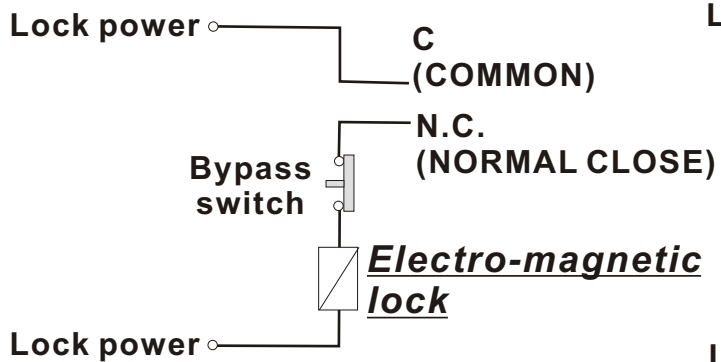 Lock power
C
(COMMON)
N.C.
(NORMAL CLOSE)
Bypass
switch
Electro-magnetic
lock
Lock power
L